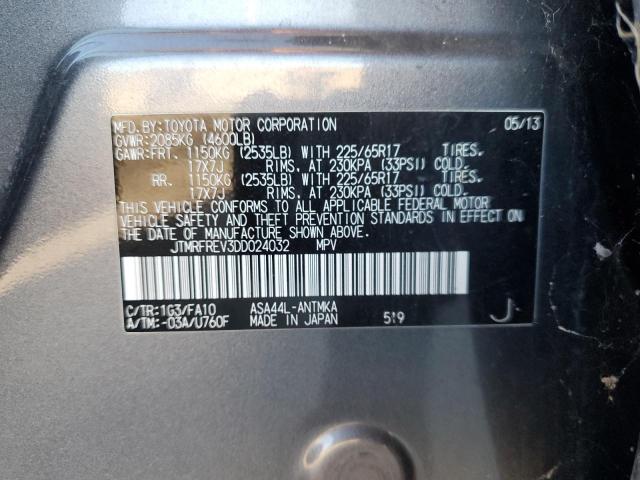 MFD. BY: TOYOTA MOTOR CORPORATION 05/13
GVWR: 2085KG (4600LB)
GAWR: FRT. 1150KG (2535LB) WITH 225/65R17 TIRES.
17X7J RIMS, AT 230KPA (33PSI) COLD.
RR. 1150KG (2535LB) WITH 225/65R17 TIRES.
17X7J RIMS, AT 230KPA (33PSI) COLD.
THIS VEHICLE CONFORMS TO ALL APPLICABLE FEDERAL MOTOR
VEHICLE SAFETY AND THEFT PREVENTION STANDARDS IN EFFECT ON
THE DATE OF MANUFACTURE SHOWN ABOVE.
JTMRFREV3DD024032 MPV
C/TR: 1G3/FA10 ASA44L-ANTMKA
A/TM: -03A/U760F MADE IN JAPAN 519 J